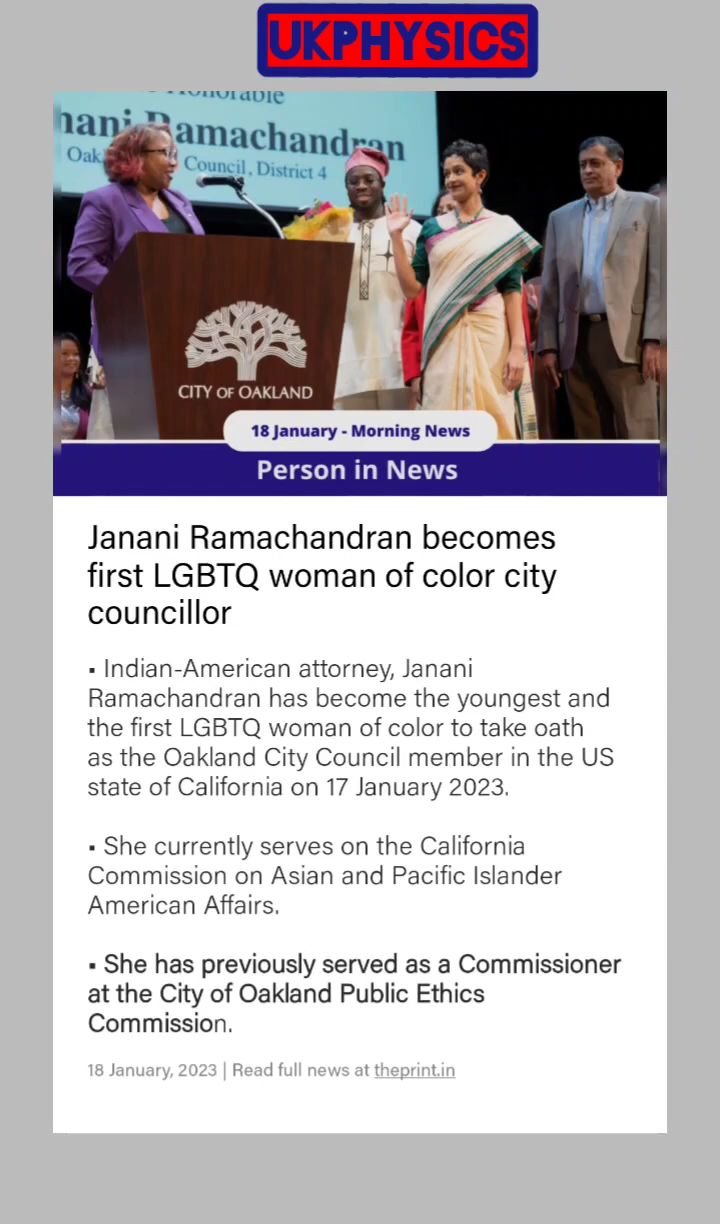 UKPHYSICS
Honorable
nani Ramachandran
Oak Council, District 4
CITY OF OAKLAND
18 January - Morning News
Person in News
Janani Ramachandran becomes
first LGBTQ woman of color city
councillor
▪ Indian-American attorney, Janani
Ramachandran has become the youngest and
the first LGBTQ woman of color to take oath
as the Oakland City Council member in the US
state of California on 17 January 2023.
▪ She currently serves on the California
Commission on Asian and Pacific Islander
American Affairs.
▪ She has previously served as a Commissioner
at the City of Oakland Public Ethics
Commission.
18 January, 2023 | Read full news at theprint.in